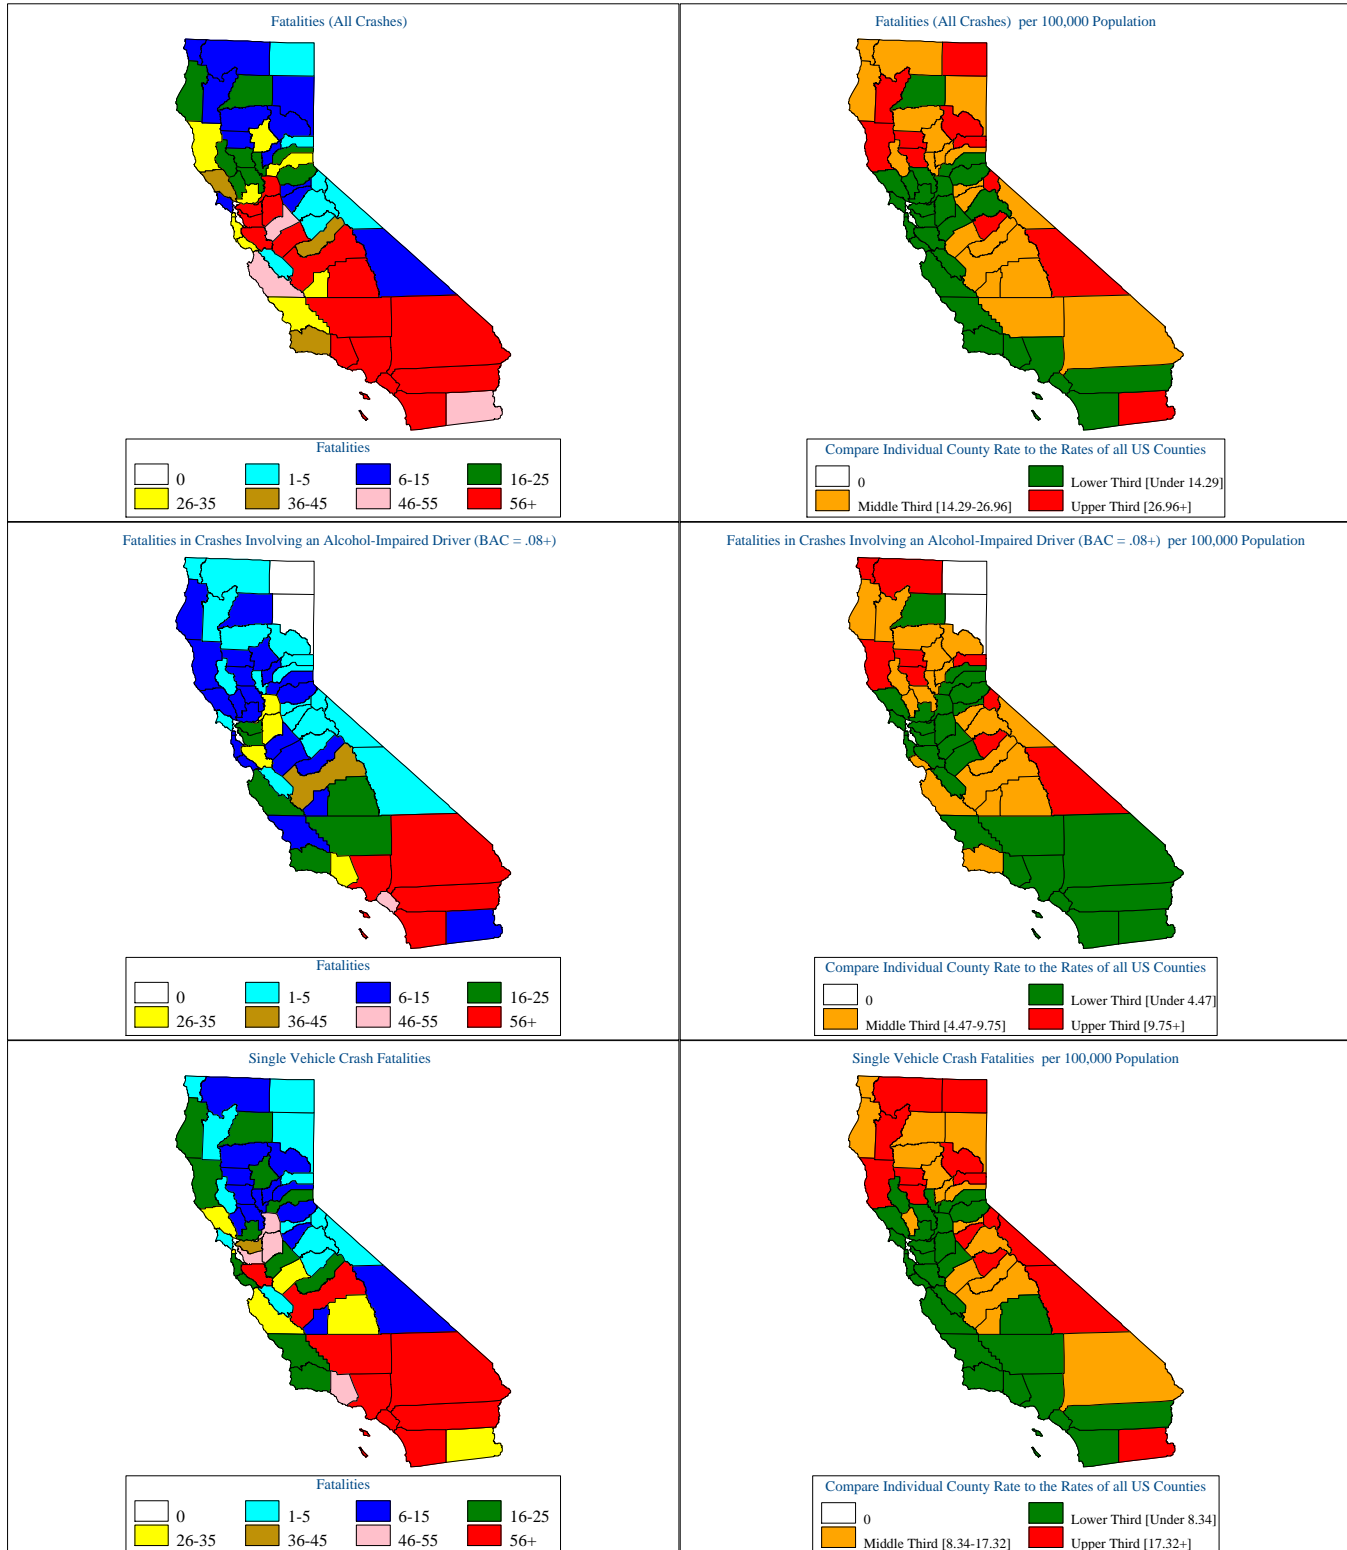 Fatalities (All Crashes)
Fatalities
0 1-5 6-15 16-25
26-35 36-45 46-55 56+
Fatalities (All Crashes) per 100,000 Population
Compare Individual County Rate to the Rates of all US Counties
0 Lower Third [Under 14.29]
Middle Third [14.29-26.96] Upper Third [26.96+]
Fatalities in Crashes Involving an Alcohol-Impaired Driver (BAC = .08+)
Fatalities
0 1-5 6-15 16-25
26-35 36-45 46-55 56+
Fatalities in Crashes Involving an Alcohol-Impaired Driver (BAC = .08+) per 100,000 Population
Compare Individual County Rate to the Rates of all US Counties
0 Lower Third [Under 4.47]
Middle Third [4.47-9.75] Upper Third [9.75+]
Single Vehicle Crash Fatalities
Fatalities
0 1-5 6-15 16-25
26-35 36-45 46-55 56+
Single Vehicle Crash Fatalities per 100,000 Population
Compare Individual County Rate to the Rates of all US Counties
0 Lower Third [Under 8.34]
Middle Third [8.34-17.32] Upper Third [17.32+]